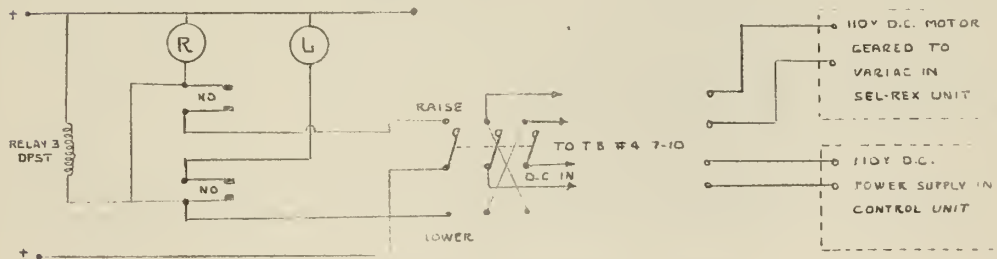 +
R
L
NO
RELAY 3
DPST
NO
+
RAISE
LOWER
TO TB #4 7-10
D.C IN
110V D.C. MOTOR
GEARED TO
VARIAC IN
SEL-REX UNIT
110V D.C.
POWER SUPPLY IN
CONTROL UNIT